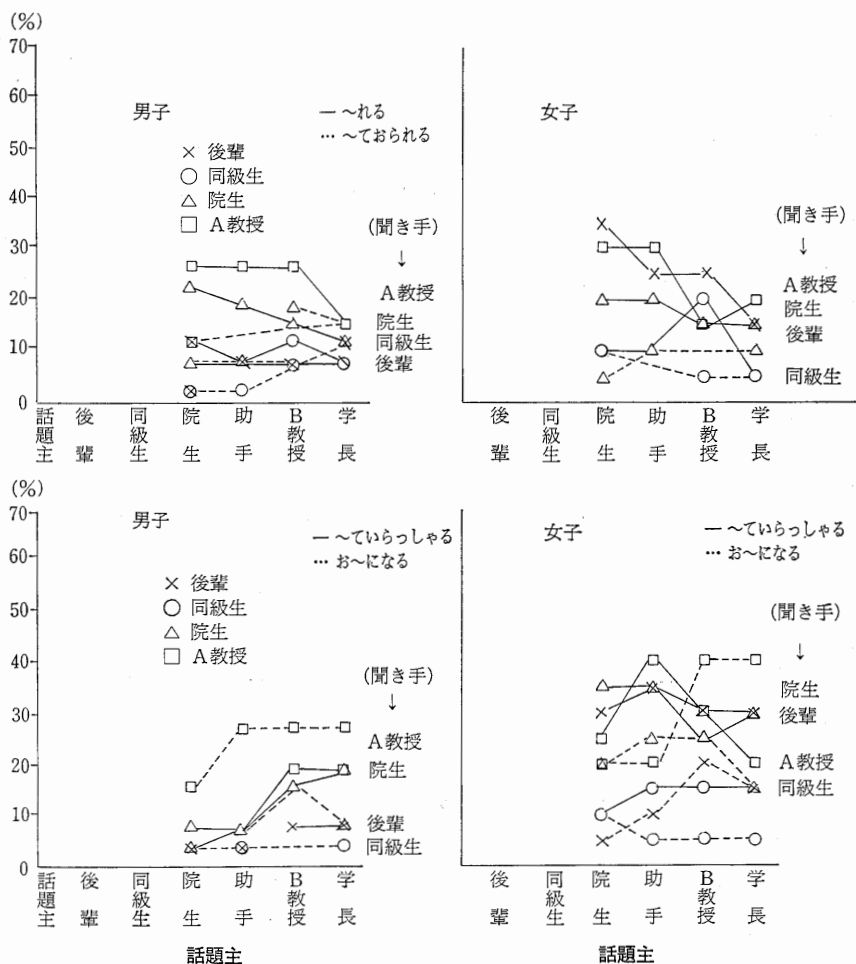 (%)
70
60
50
40
30
20
10
0
男子
— ～れる
… ～ておられる
× 後輩
○ 同級生
△ 院生
□ A教授
(聞き手)
↓
A教授
院生
同級生
後輩
話題主
後輩
同級生
院生
助手
B教授
学長
女子
(聞き手)
↓
A教授
院生
後輩
同級生
後輩
同級生
院生
助手
B教授
学長
(%)
70
60
50
40
30
20
10
0
男子
— ～ていらっしゃる
… お～になる
× 後輩
○ 同級生
△ 院生
□ A教授
(聞き手)
↓
A教授
院生
後輩
同級生
話題主
後輩
同級生
院生
助手
B教授
学長
話題主
女子
— ～ていらっしゃる
… お～になる
(聞き手)
↓
院生
後輩
A教授
同級生
後輩
同級生
院生
助手
B教授
学長
話題主